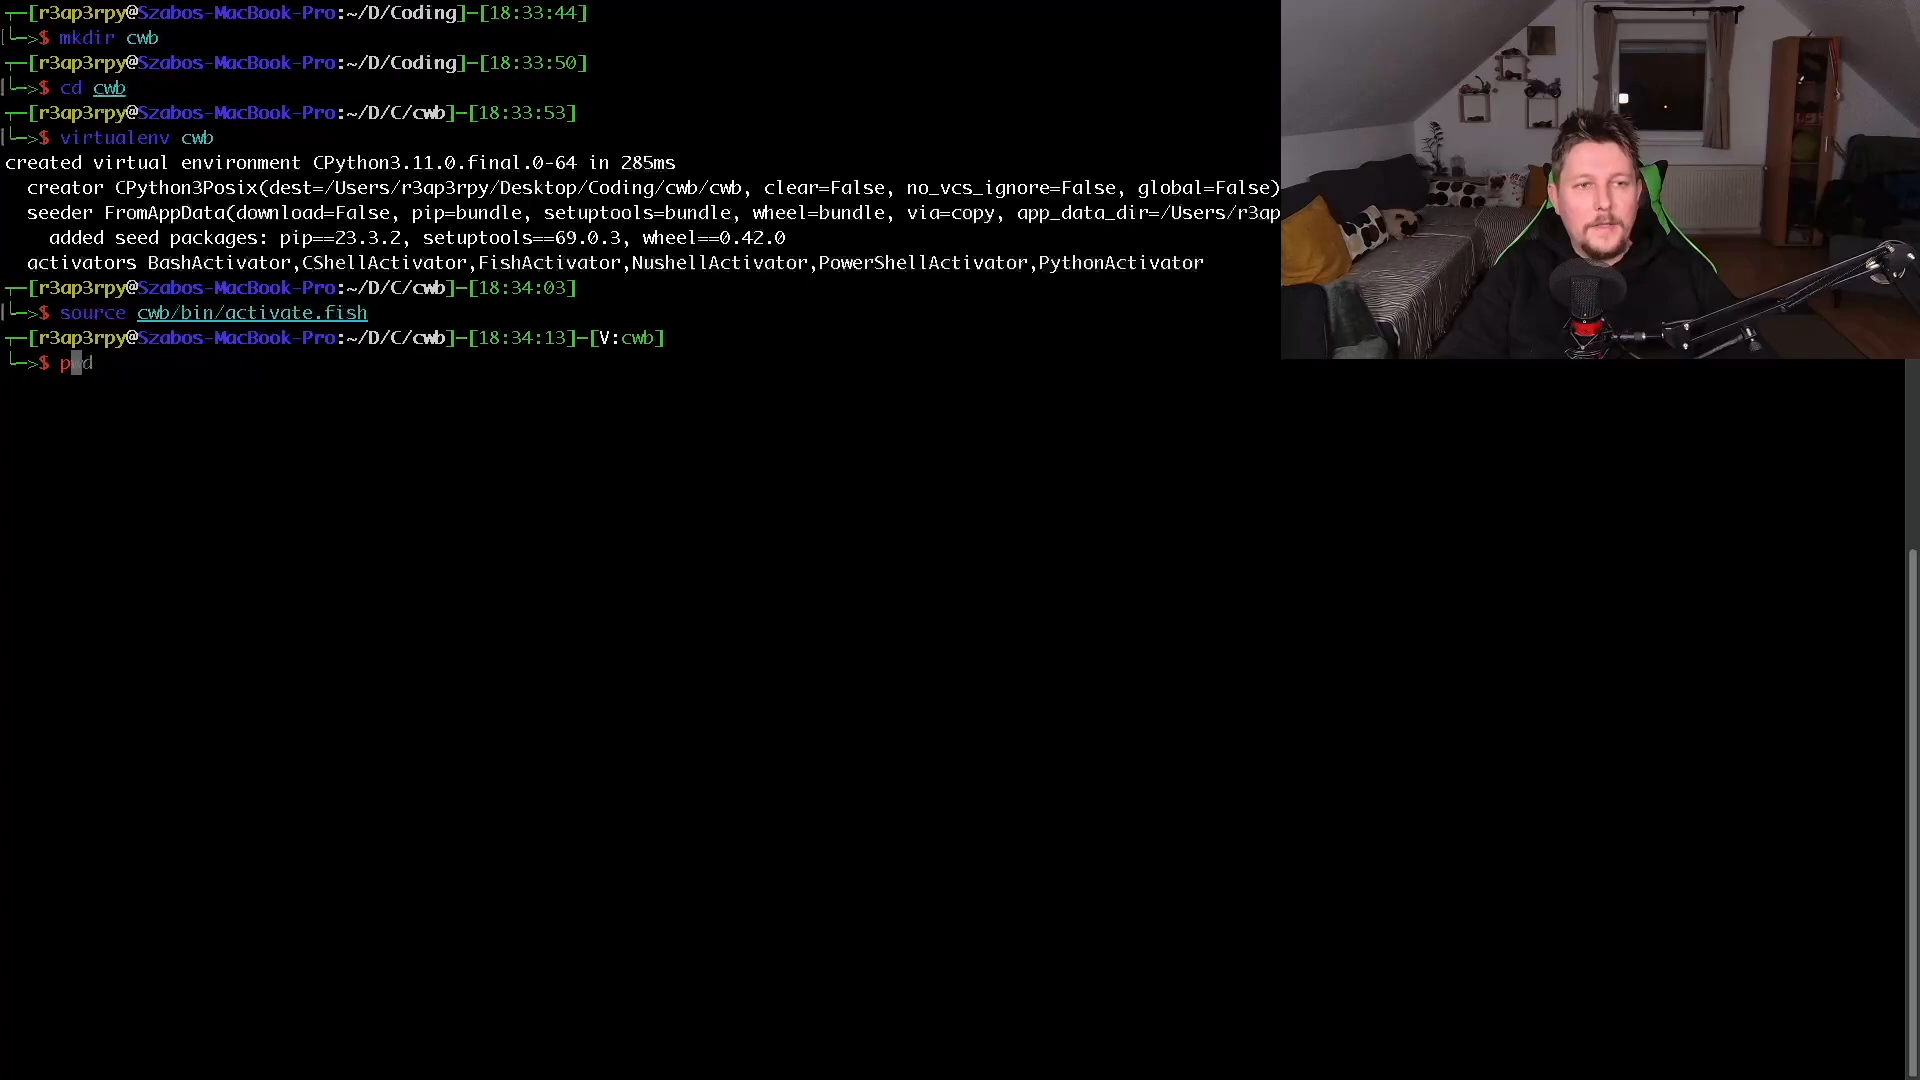 [r3ap3rpy@Szabos-MacBook-Pro:~/D/Coding]-[18:33:44]
$ mkdir cwb
[r3ap3rpy@Szabos-MacBook-Pro:~/D/Coding]-[18:33:50]
$ cd cwb
[r3ap3rpy@Szabos-MacBook-Pro:~/D/C/cwb]-[18:33:53]
$ virtualenv cwb
created virtual environment CPython3.11.0.final.0-64 in 285ms
creator CPython3Posix(dest=/Users/r3ap3rpy/Desktop/Coding/cwb/cwb, clear=False, no_vcs_ignore=False, global=False)
seeder FromAppData(download=False, pip=bundle, setuptools=bundle, wheel=bundle, via=copy, app_data_dir=/Users/r3ap
added seed packages: pip==23.3.2, setuptools==69.0.3, wheel==0.42.0
activators BashActivator,CShellActivator,FishActivator,NushellActivator,PowerShellActivator,PythonActivator
[r3ap3rpy@Szabos-MacBook-Pro:~/D/C/cwb]-[18:34:03]
$ source cwb/bin/activate.fish
[r3ap3rpy@Szabos-MacBook-Pro:~/D/C/cwb]-[18:34:13]-[V:cwb]
$ pwd